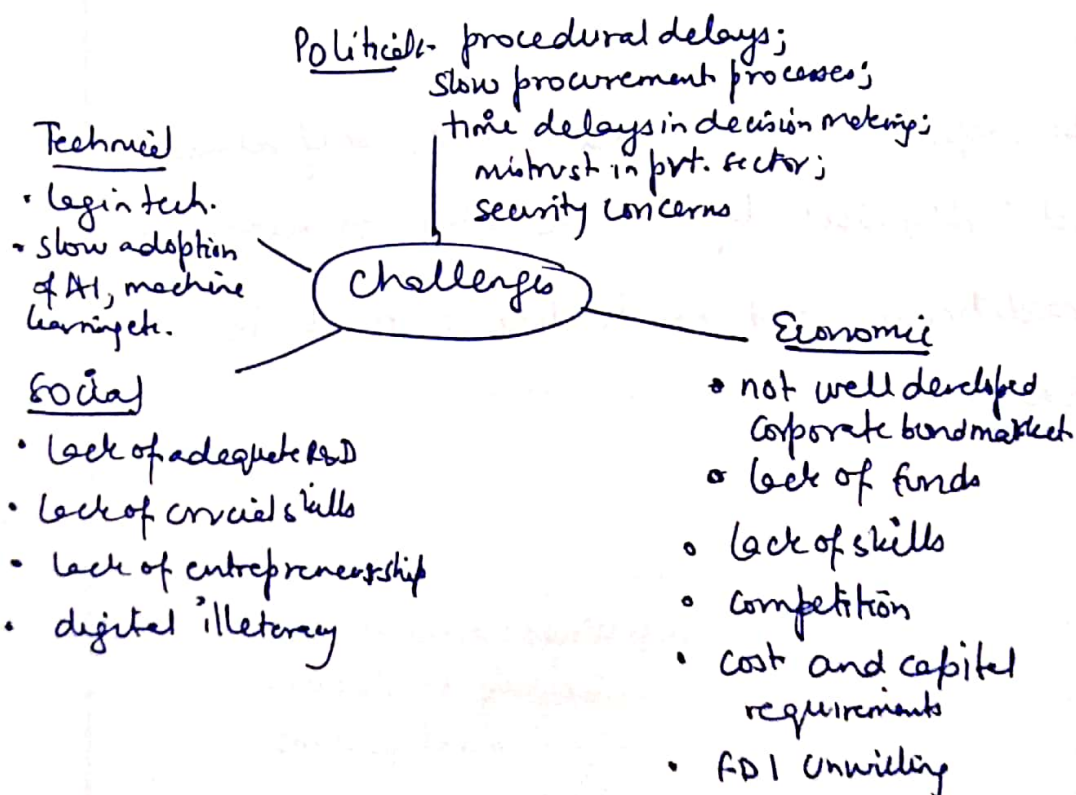 Political:- procedural delays;
slow procurement processes;
time delays in decision making;
mistrust in pvt. sector;
security concerns
Technical
• lag in tech.
• slow adoption
of AI, machine
learning etc.
Challenges
Social
• lack of adequate R&D
• lack of crucial skills
• lack of entrepreneurship
• digital illiteracy
Economic
• not well developed
corporate bond market
• lack of funds
• lack of skills
• competition
• cost and capital
requirements
• FDI unwilling